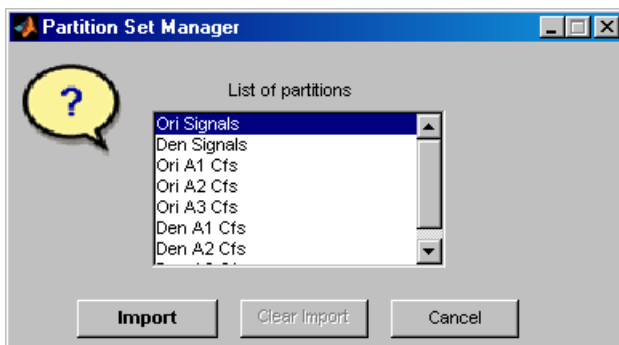 Partition Set Manager
?
List of partitions
Ori Signals
Den Signals
Ori A1 Cfs
Ori A2 Cfs
Ori A3 Cfs
Den A1 Cfs
Den A2 Cfs
Import
Clear Import
Cancel